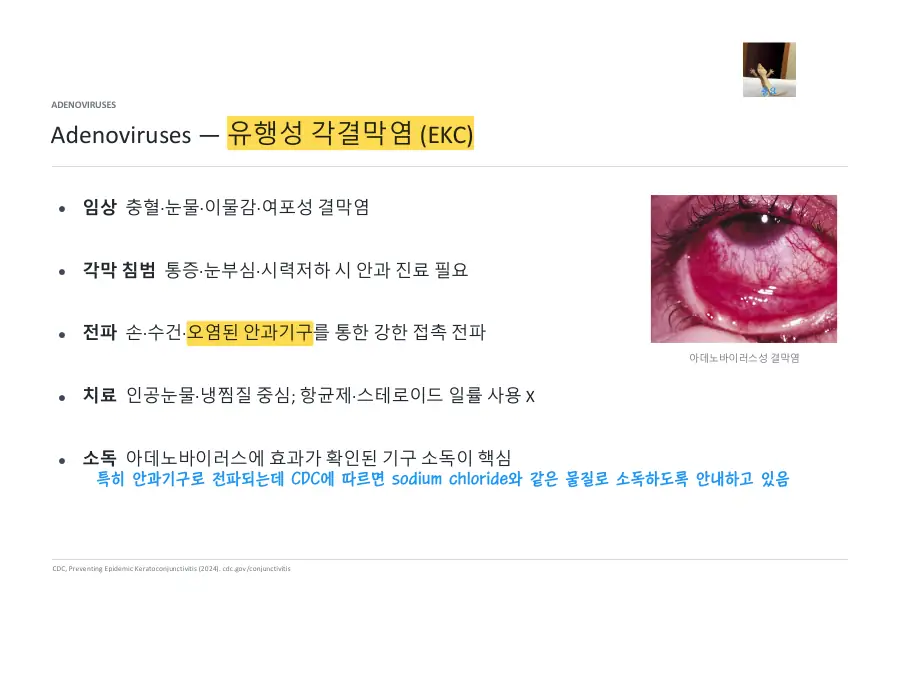 ADENOVIRUSES
Adenoviruses — 유행성 각결막염 (EKC)
• 임상 충혈·눈물·이물감·여포성 결막염
• 각막 침범 통증·눈부심·시력저하 시 안과 진료 필요
• 전파 손·수건·오염된 안과기구를 통한 강한 접촉 전파
아데노바이러스성 결막염
• 치료 인공눈물·냉찜질 중심; 항균제·스테로이드 일률 사용 x
• 소독 아데노바이러스에 효과가 확인된 기구 소독이 핵심
특히 안과기구로 전파되는데 CDC에 따르면 sodium chloride와 같은 물질로 소독하도록 안내하고 있음
CDC, Preventing Epidemic Keratoconjunctivitis (2024). cdc.gov/conjunctivitis